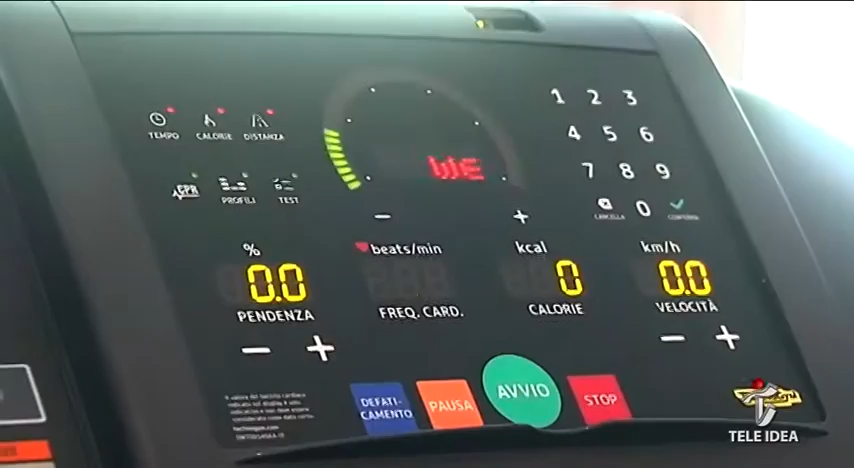 TEMPO CALORIE DISTANZA
CPR PROFILI TEST
WE
1 2 3
4 5 6
7 8 9
CANCELLA 0 CONFERMA
− +
% beats/min kcal km/h
0.0 0 0.0
PENDENZA FREQ. CARD. CALORIE VELOCITÀ
− + − +
DEFATI-
CAMENTO
PAUSA
AVVIO
STOP
TELE IDEA